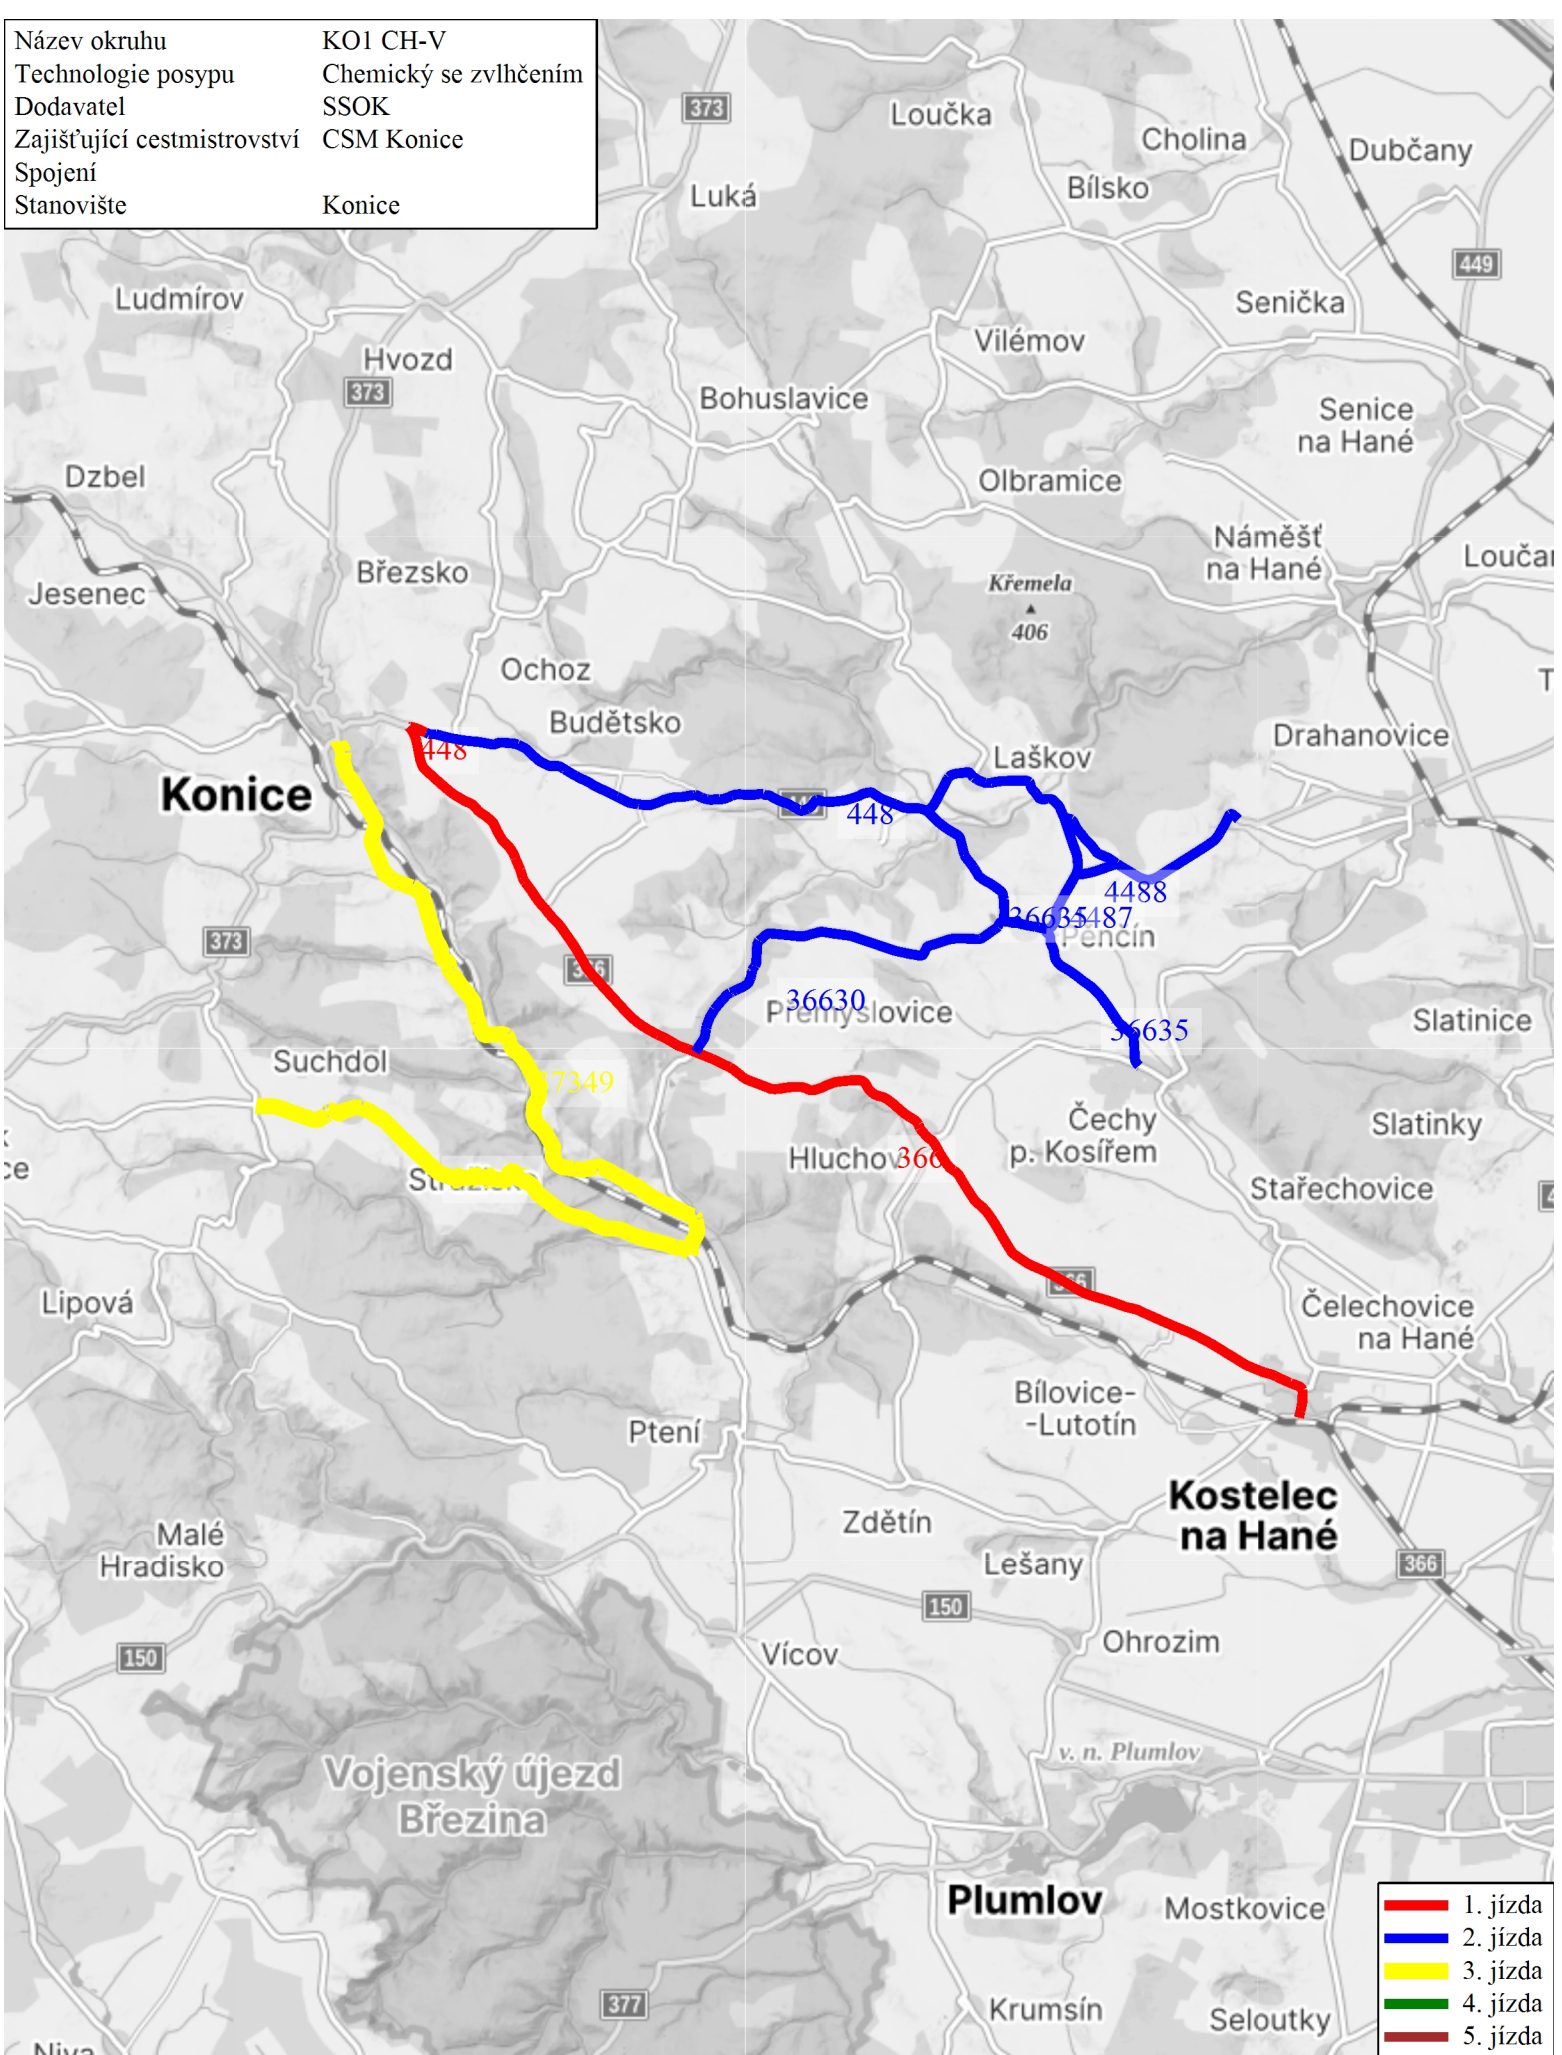 Název okruhu KO1 CH-V
Technologie posypu Chemický se zvlhčením
Dodavatel SSOK
Zajišťující cestmistrovství CSM Konice
Spojení
Stanoviště Konice
373
Loučka
Cholina
Dubčany
Luká
Bílsko
449
Ludmírov
Senička
Hvozd
Vilémov
373
Bohuslavice
Senice
na Hané
Dzbel
Olbramice
Náměšť
na Hané
Březsko
Jesenec
Křemela
406
Ochoz
Budětsko
Drahanovice
448
Laškov
Konice
448
4488
36635
4487
Pěnčín
373
36630
Přemyslovice
36635
Slatinice
Suchdol
Čechy
p. Kosířem
Slatinky
Hluchov
366
Stařechovice
Lipová
Čelechovice
na Hané
Bílovice-
-Lutotín
Ptení
Kostelec
na Hané
Zdětín
Malé
Hradisko
Lešany
366
150
Ohrozim
150
Vícov
v. n. Plumlov
Vojenský újezd
Březina
Plumlov
Mostkovice
1. jízda
2. jízda
3. jízda
4. jízda
5. jízda
377
Krumsín
Seloutky